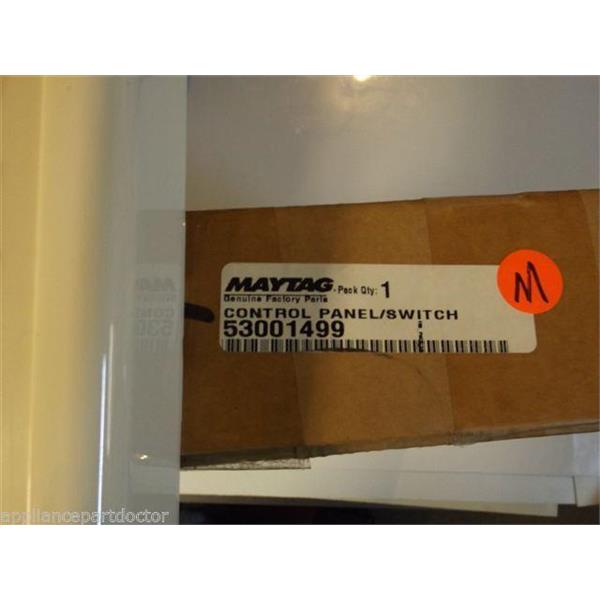 MAYTAG. Pack Qty: 1
Genuine Factory Parts
CONTROL PANEL/SWITCH
53001499
M
appliancepartdoctor